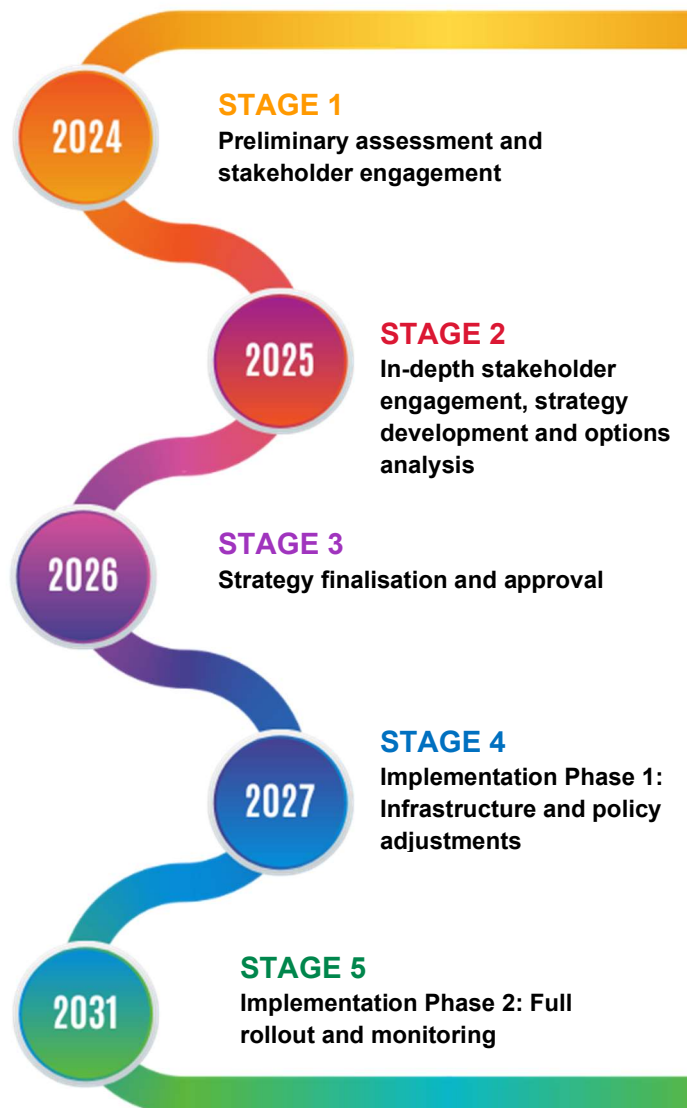 2024
STAGE 1
Preliminary assessment and
stakeholder engagement
2025
STAGE 2
In-depth stakeholder
engagement, strategy
development and options
analysis
2026
STAGE 3
Strategy finalisation and approval
2027
STAGE 4
Implementation Phase 1:
Infrastructure and policy
adjustments
2031
STAGE 5
Implementation Phase 2: Full
rollout and monitoring